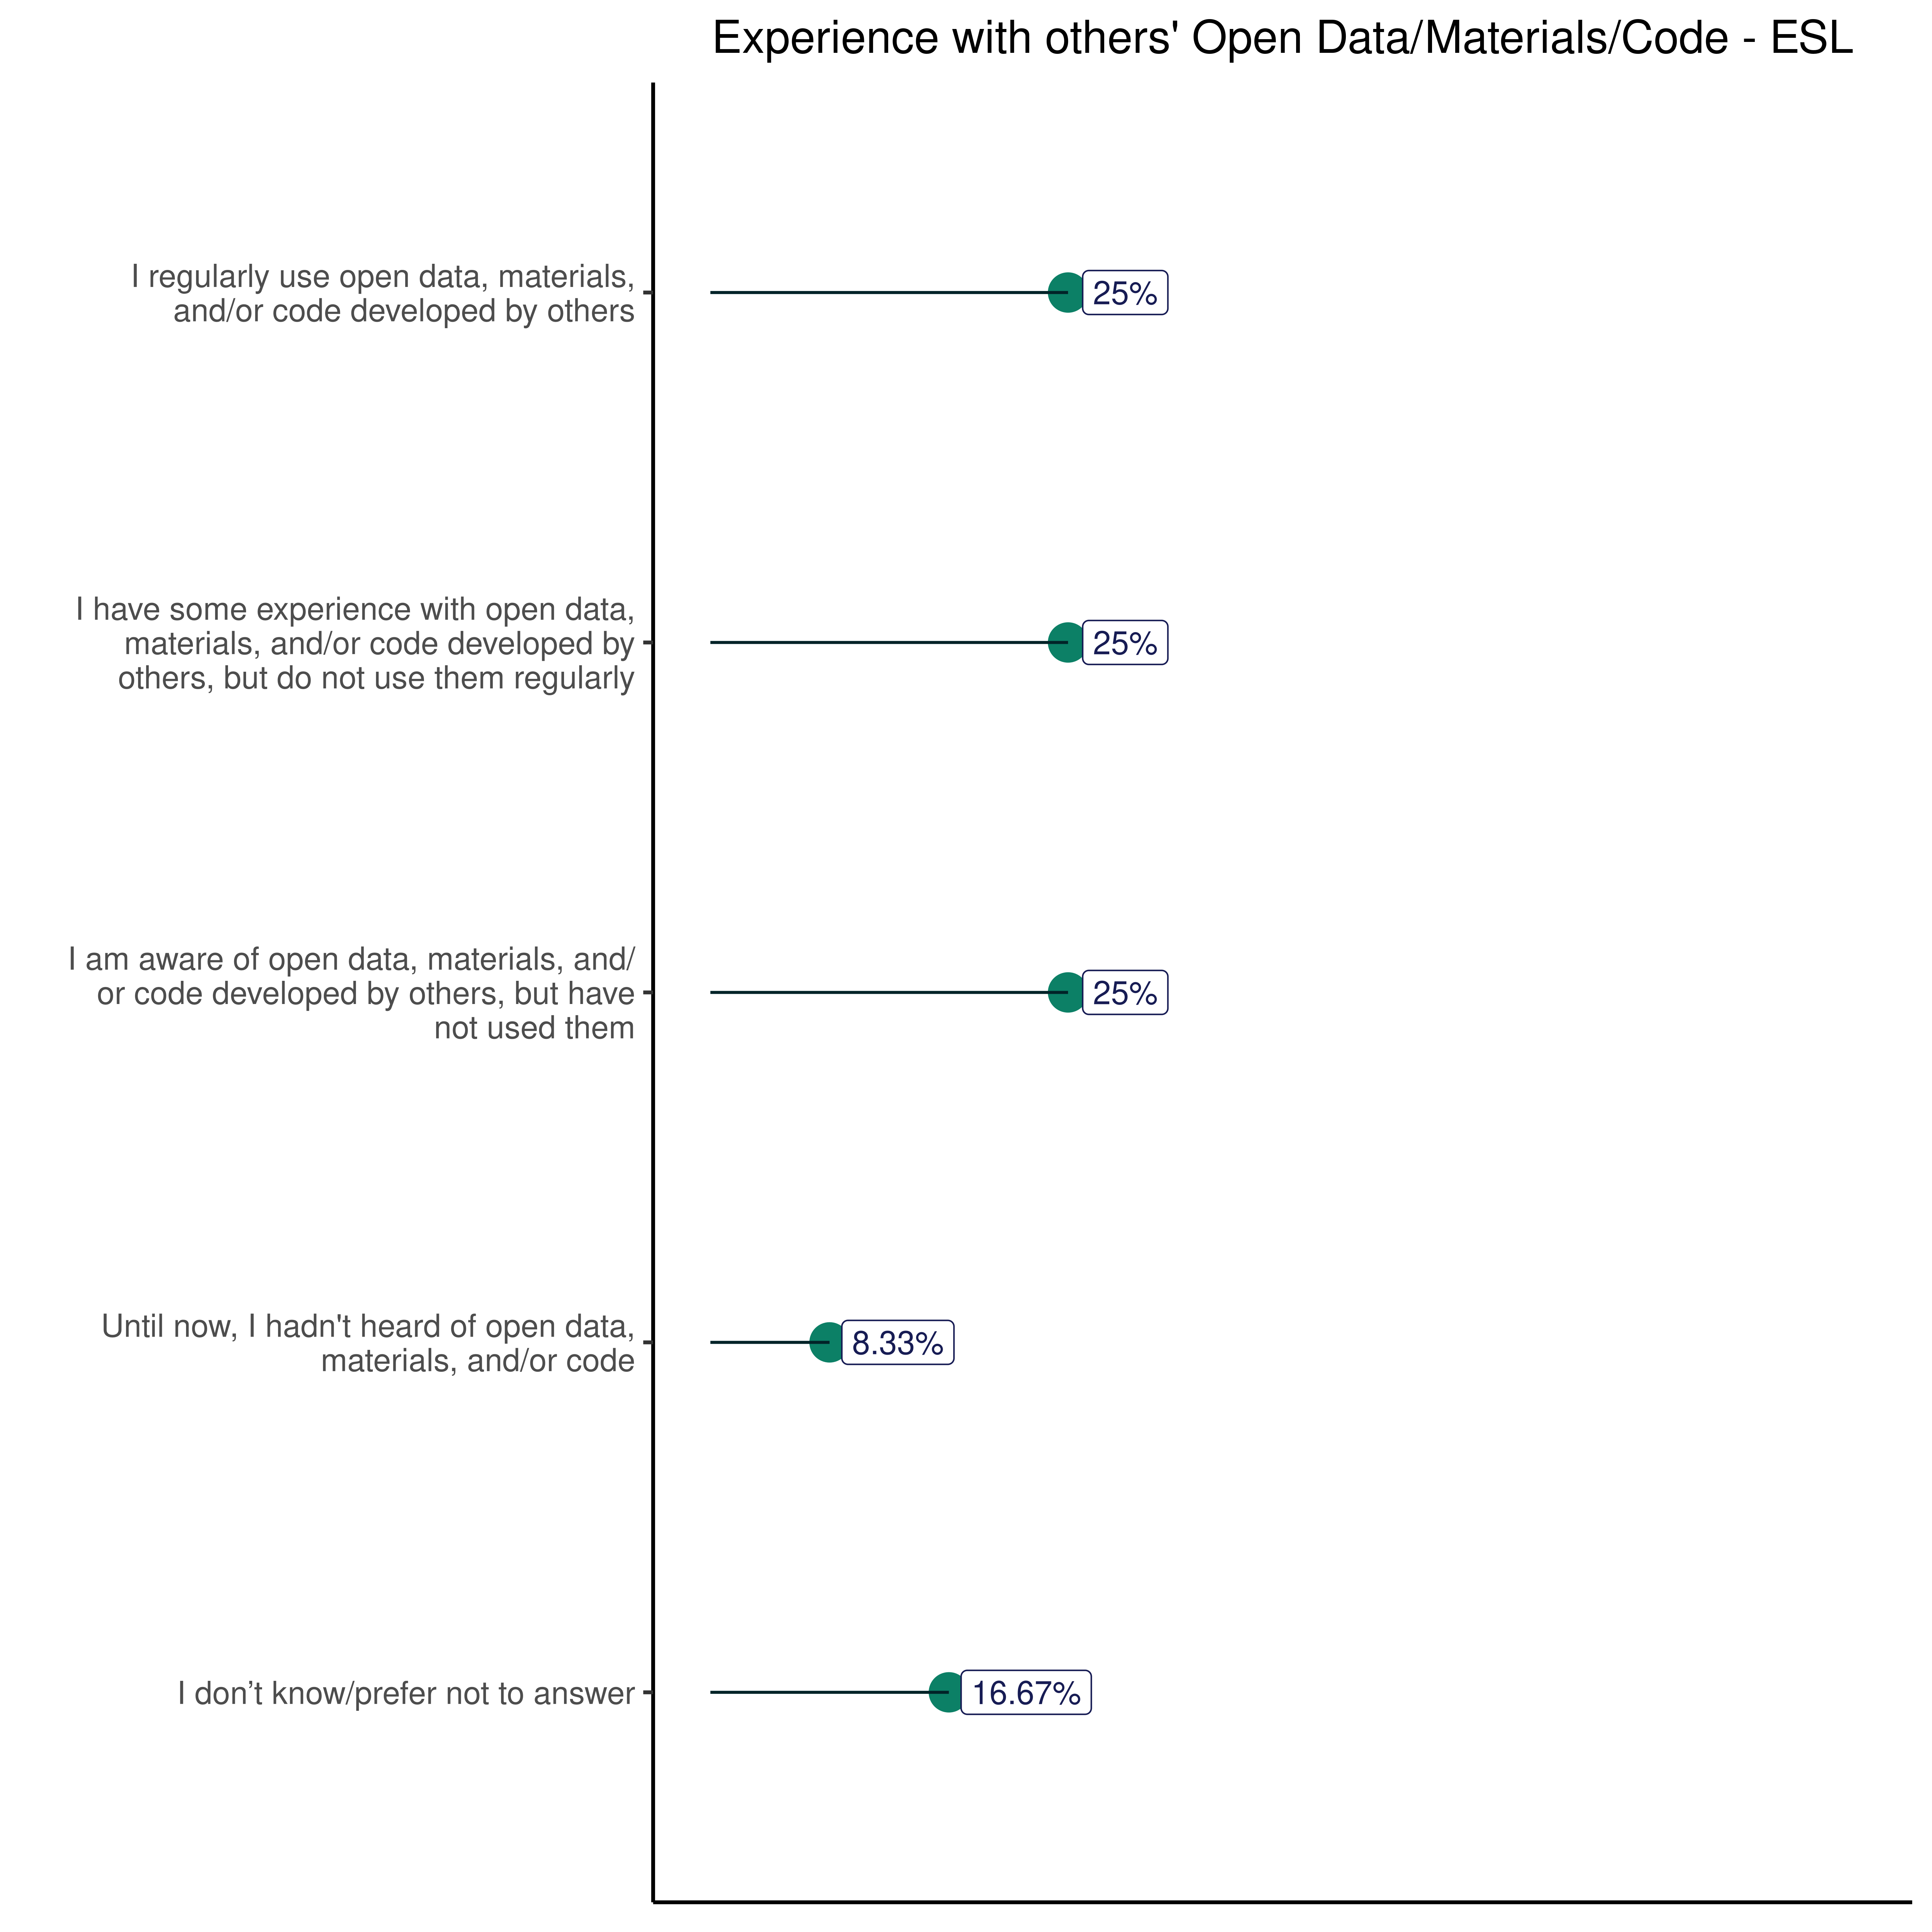 Experience with others' Open Data/Materials/Code - ESL
I regularly use open data, materials,
and/or code developed by others
25%
I have some experience with open data,
materials, and/or code developed by
others, but do not use them regularly
25%
I am aware of open data, materials, and/
or code developed by others, but have
not used them
25%
Until now, I hadn't heard of open data,
materials, and/or code
8.33%
I don’t know/prefer not to answer
16.67%